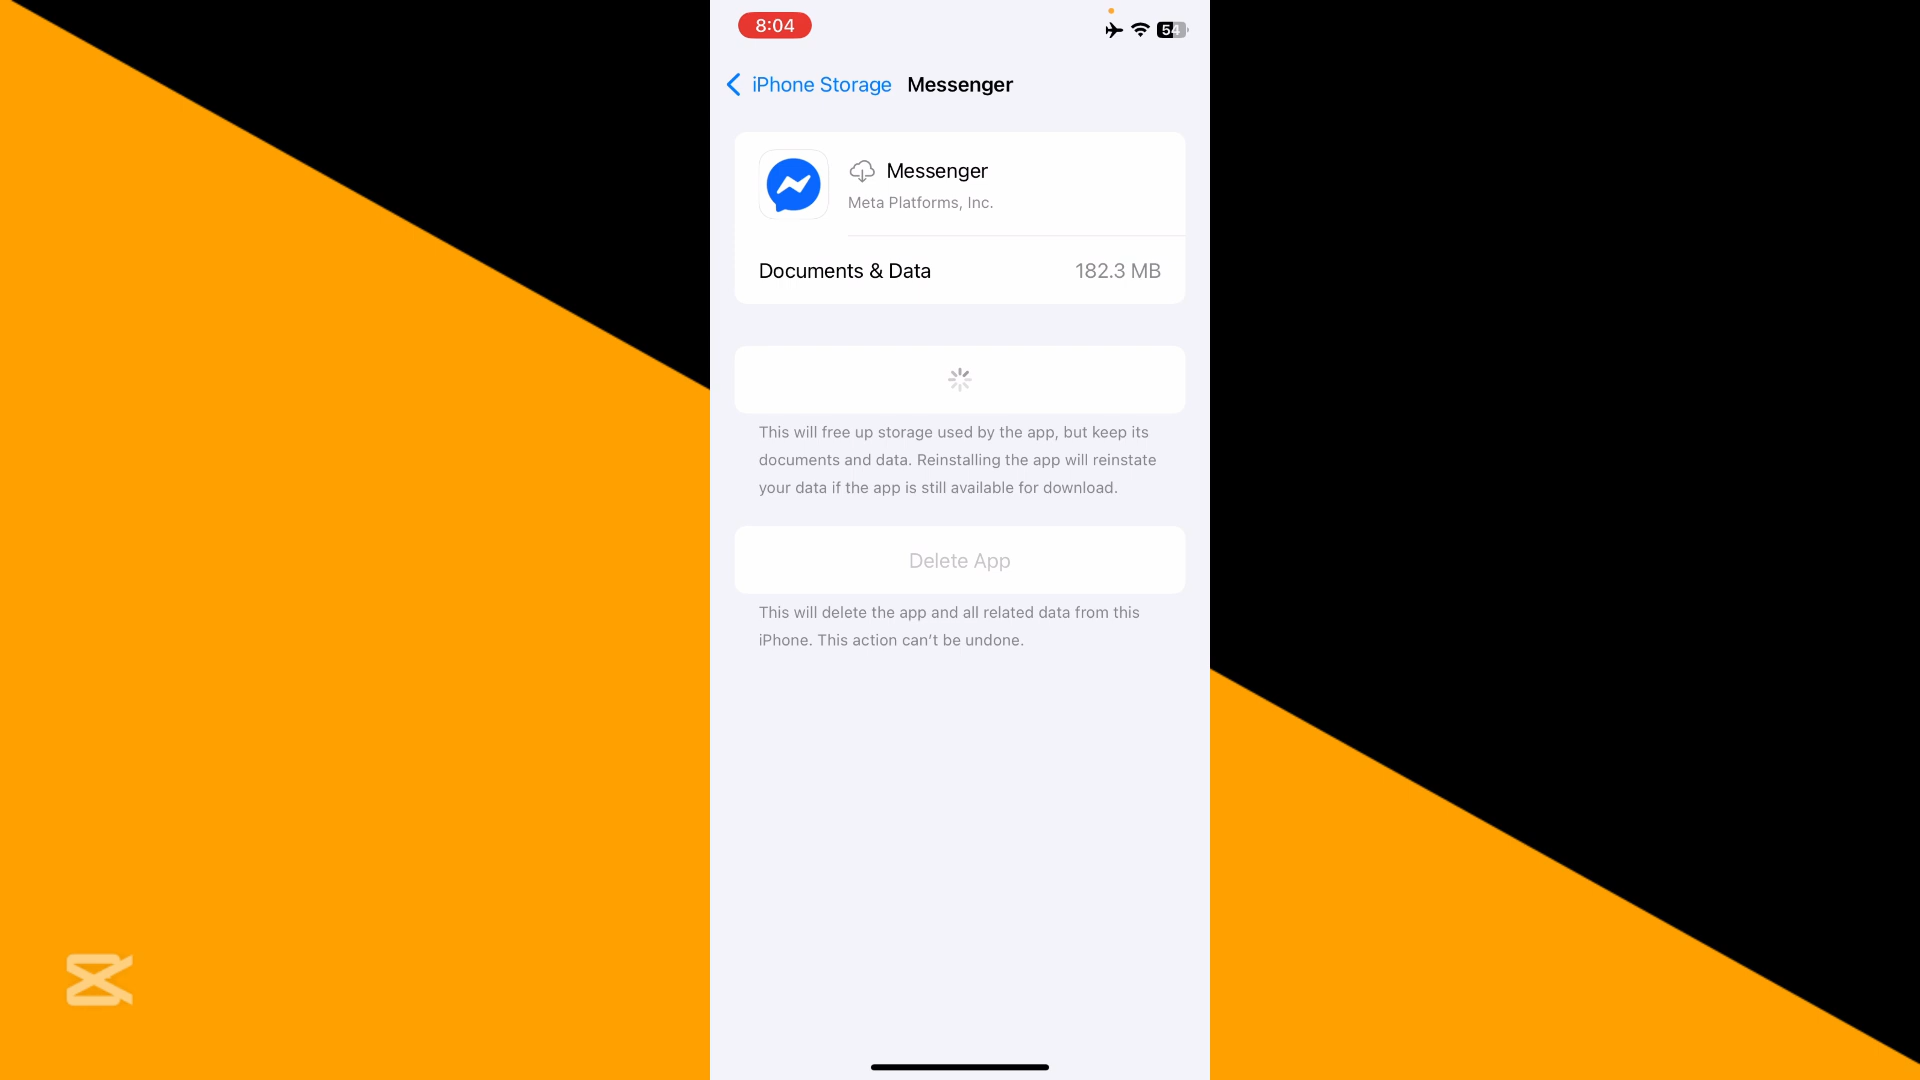 8:04
54
iPhone Storage Messenger
Messenger
Meta Platforms, Inc.
Documents & Data 182.3 MB
This will free up storage used by the app, but keep its
documents and data. Reinstalling the app will reinstate
your data if the app is still available for download.
Delete App
This will delete the app and all related data from this
iPhone. This action can’t be undone.